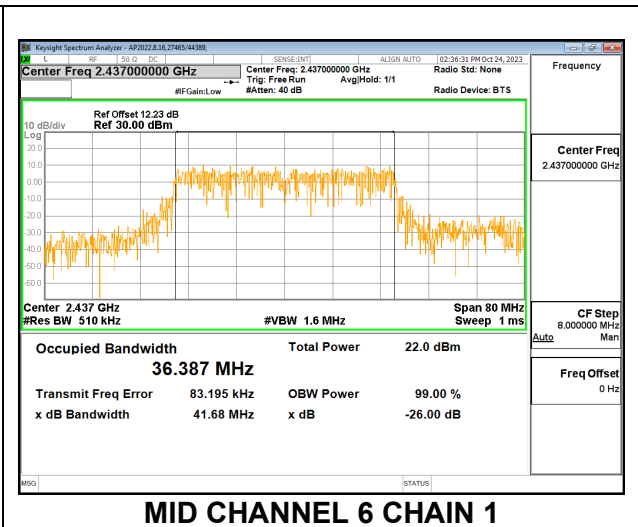 Keysight Spectrum Analyzer - AP2022.8.16,27465/44389,
L RF 50 Ω DC SENSE:INT ALIGN AUTO 02:36:31 PM Oct 24, 2023
Center Freq 2.437000000 GHz Center Freq: 2.437000000 GHz Radio Std: None
Trig: Free Run Avg|Hold: 1/1
#IFGain:Low #Atten: 40 dB Radio Device: BTS
Frequency
Ref Offset 12.23 dB
10 dB/div Ref 30.00 dBm
Log
20.0
10.0
0.00
-10.0
-20.0
-30.0
-40.0
-50.0
-60.0
Center Freq
2.437000000 GHz
Center 2.437 GHz Span 80 MHz
#Res BW 510 kHz #VBW 1.6 MHz Sweep 1 ms
CF Step
8.000000 MHz
Auto Man
Occupied Bandwidth Total Power 22.0 dBm
36.387 MHz
Transmit Freq Error 83.195 kHz OBW Power 99.00 %
x dB Bandwidth 41.68 MHz x dB -26.00 dB
Freq Offset
0 Hz
MSG STATUS
MID CHANNEL 6 CHAIN 1